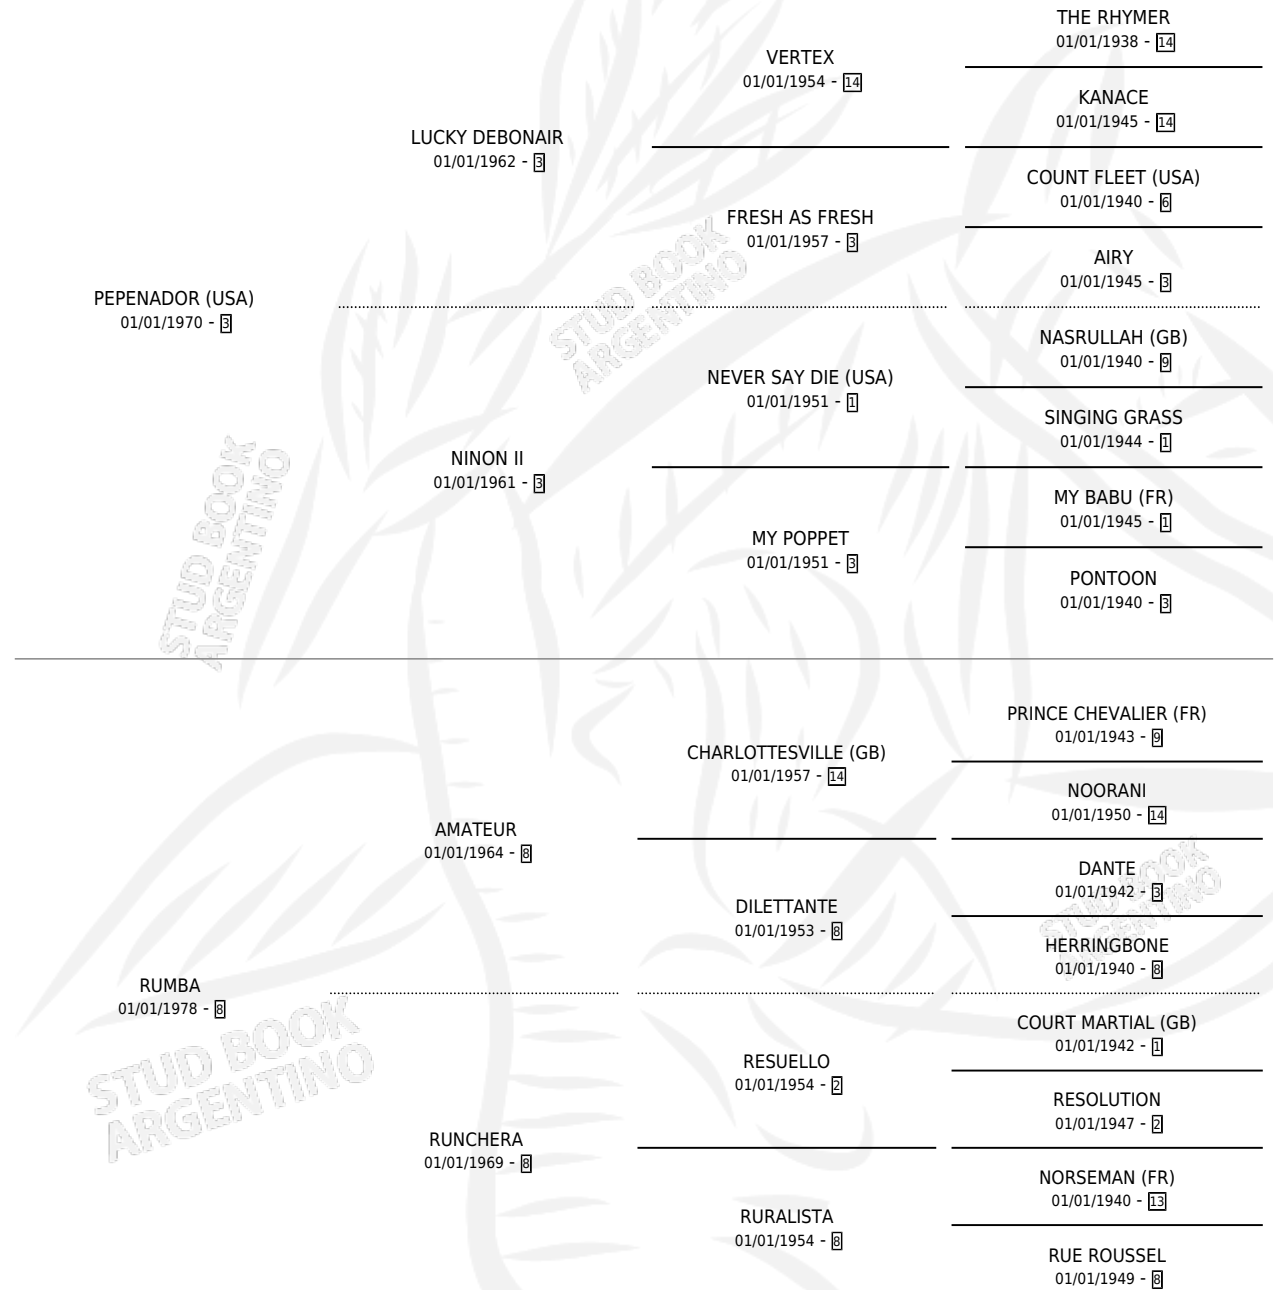 THE RHYMER
01/01/1938 - 14
VERTEX
01/01/1954 - 14
KANACE
01/01/1945 - 14
LUCKY DEBONAIR
01/01/1962 - 3
COUNT FLEET (USA)
01/01/1940 - 6
FRESH AS FRESH
01/01/1957 - 3
AIRY
01/01/1945 - 3
PEPENADOR (USA)
01/01/1970 - 3
STUD BOOK
ARGENTINO
NASRULLAH (GB)
01/01/1940 - 9
NEVER SAY DIE (USA)
01/01/1951 - 1
SINGING GRASS
01/01/1944 - 1
NINON II
01/01/1961 - 3
MY BABU (FR)
01/01/1945 - 1
MY POPPET
01/01/1951 - 3
PONTOON
01/01/1940 - 3
STUD BOOK
ARGENTINO
PRINCE CHEVALIER (FR)
01/01/1943 - 9
CHARLOTTESVILLE (GB)
01/01/1957 - 14
NOORANI
01/01/1950 - 14
AMATEUR
01/01/1964 - 8
DANTE
01/01/1942 - 3
DILETTANTE
01/01/1953 - 8
HERRINGBONE
01/01/1940 - 8
STUD BOOK
ARGENTINO
RUMBA
01/01/1978 - 8
STUD BOOK
ARGENTINO
COURT MARTIAL (GB)
01/01/1942 - 1
RESUELLO
01/01/1954 - 2
RESOLUTION
01/01/1947 - 2
RUNCHERA
01/01/1969 - 8
NORSEMAN (FR)
01/01/1940 - 13
RURALISTA
01/01/1954 - 8
RUE ROUSSEL
01/01/1949 - 8